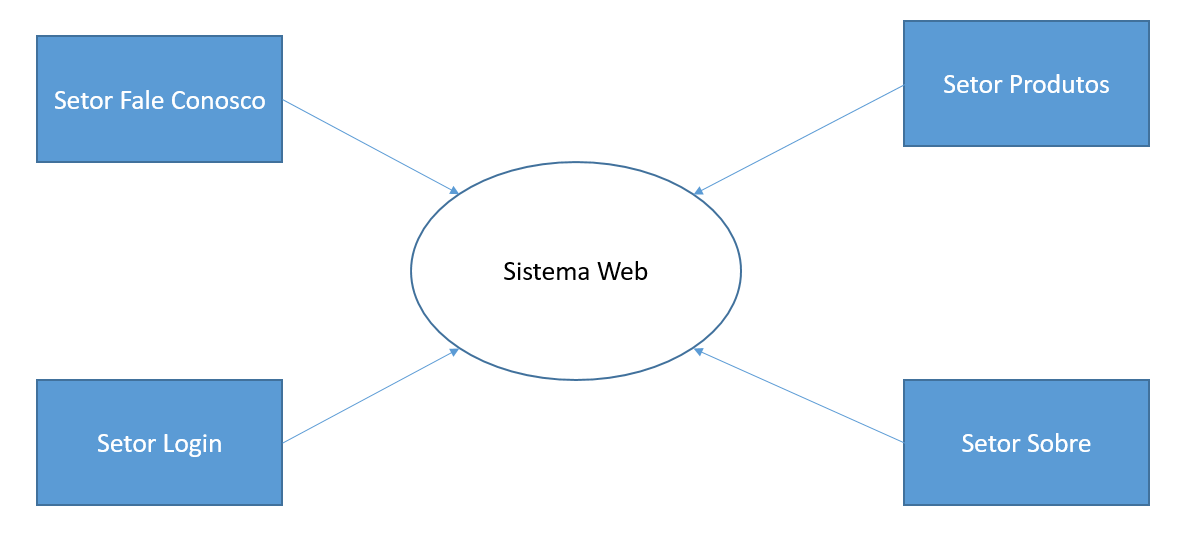 Setor Fale Conosco
Setor Produtos
Sistema Web
Setor Login
Setor Sobre